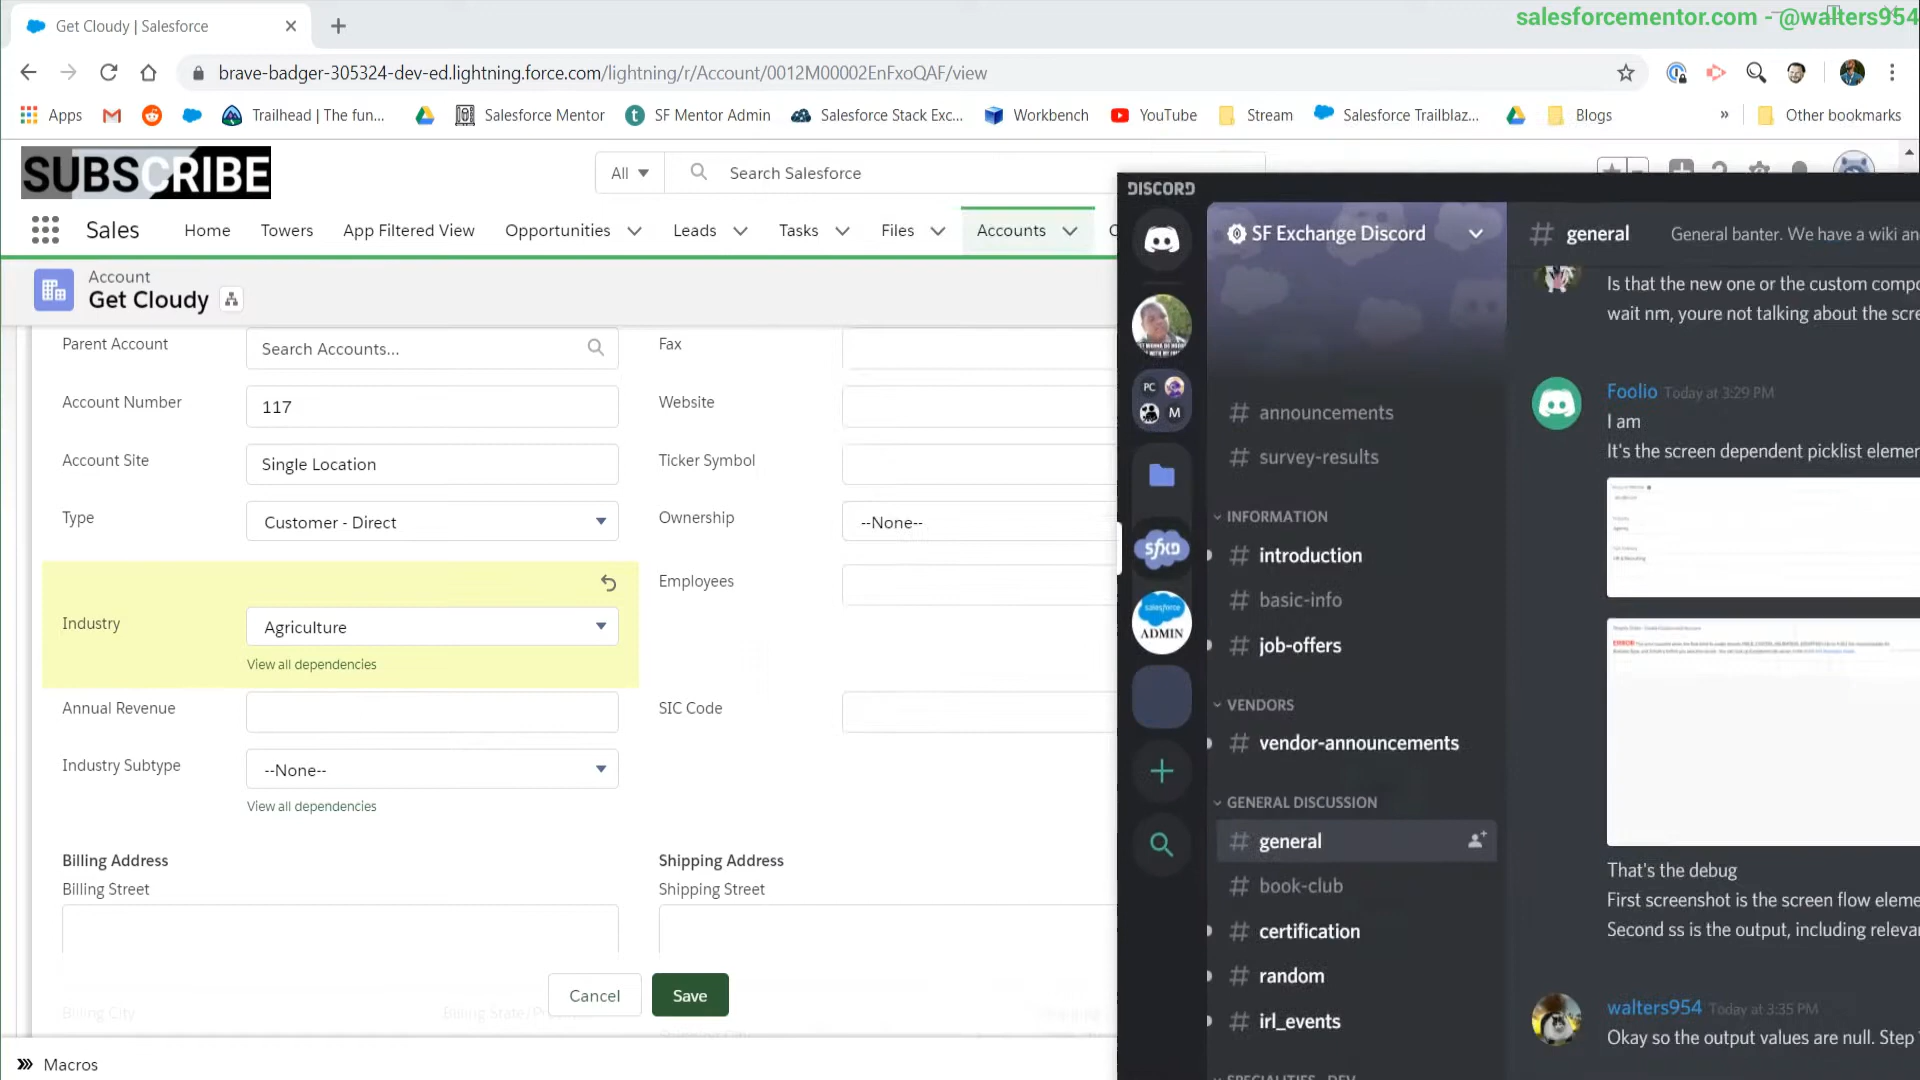 Get Cloudy | Salesforce
salesforcementor.com - @walters954
brave-badger-305324-dev-ed.lightning.force.com/lightning/r/Account/0012M00002EnFxoQAF/view
Apps
Trailhead | The fun...
Salesforce Mentor
SF Mentor Admin
Salesforce Stack Exc...
Workbench
YouTube
Stream
Salesforce Trailblaz...
Blogs
»
Other bookmarks
SUBSCRIBE
All
Search Salesforce
Sales
Home
Towers
App Filtered View
Opportunities
Leads
Tasks
Files
Accounts
Account
Get Cloudy
Parent Account
Search Accounts...
Fax
Account Number
117
Website
Account Site
Single Location
Ticker Symbol
Type
Customer - Direct
Ownership
--None--
Employees
Industry
Agriculture
View all dependencies
Annual Revenue
SIC Code
Industry Subtype
--None--
View all dependencies
Billing Address
Shipping Address
Billing Street
Shipping Street
Cancel
Save
Billing City
Macros
DISCORD
PC
M
sfxd
salesforce
ADMIN
SF Exchange Discord
# announcements
# survey-results
INFORMATION
# introduction
# basic-info
# job-offers
VENDORS
# vendor-announcements
GENERAL DISCUSSION
# general
# book-club
# certification
# random
# irl_events
# general
General banter. We have a wiki an
Is that the new one or the custom compo
wait nm, youre not talking about the scre
Foolio Today at 3:29 PM
I am
It's the screen dependent picklist elemen
That's the debug
First screenshot is the screen flow eleme
Second ss is the output, including releva
walters954 Today at 3:35 PM
Okay so the output values are null. Step